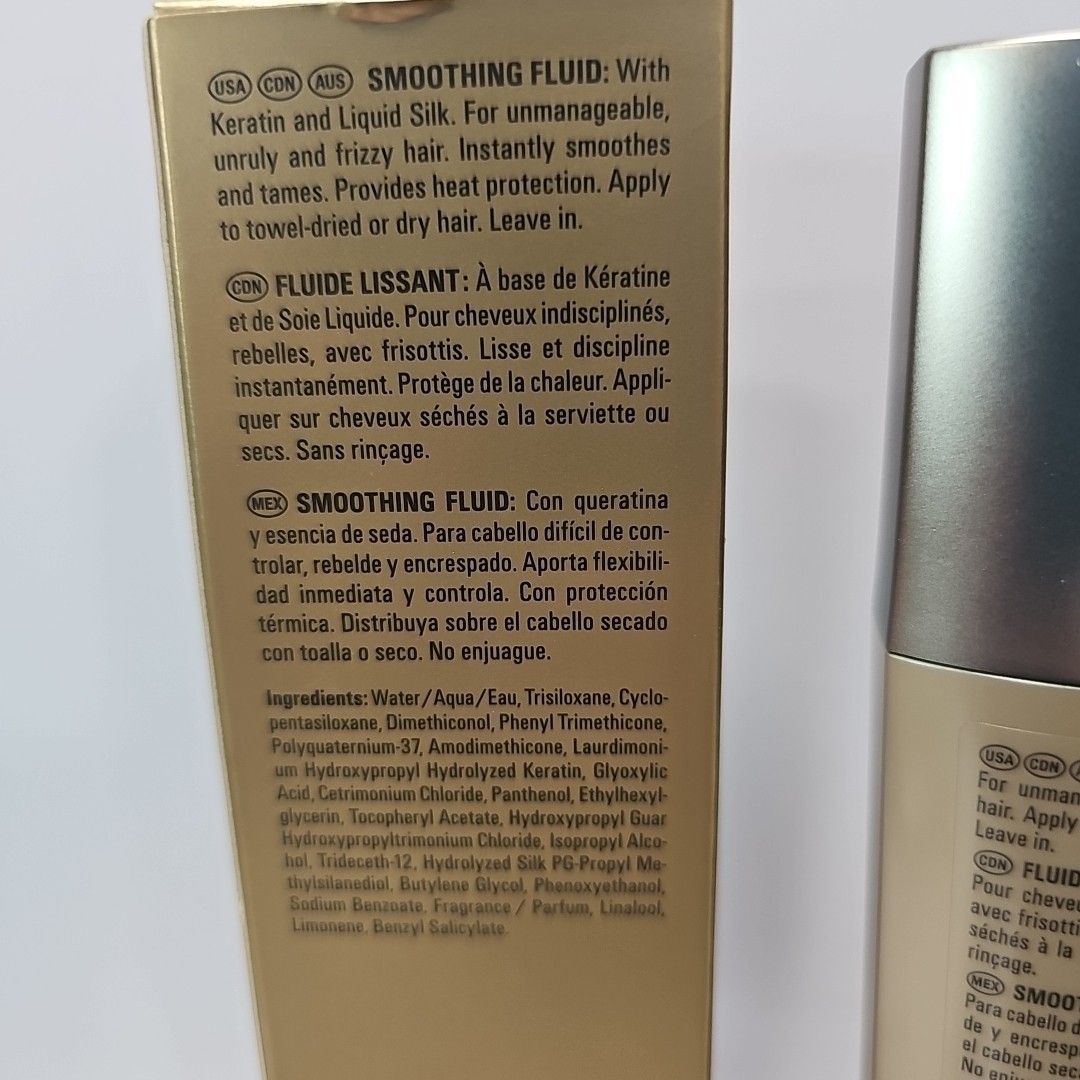 USA CDN AUS SMOOTHING FLUID: With
Keratin and Liquid Silk. For unmanageable,
unruly and frizzy hair. Instantly smoothes
and tames. Provides heat protection. Apply
to towel-dried or dry hair. Leave in.
CDN FLUIDE LISSANT: À base de Kératine
et de Soie Liquide. Pour cheveux indisciplinés,
rebelles, avec frisottis. Lisse et discipline
instantanément. Protège de la chaleur. Appli-
quer sur cheveux séchés à la serviette ou
secs. Sans rinçage.
MEX SMOOTHING FLUID: Con queratina
y esencia de seda. Para cabello difícil de con-
trolar, rebelde y encrespado. Aporta flexibili-
dad inmediata y controla. Con protección
térmica. Distribuya sobre el cabello secado
con toalla o seco. No enjuague.
Ingredients: Water/Aqua/Eau, Trisiloxane, Cyclo-
pentasiloxane, Dimethiconol, Phenyl Trimethicone,
Polyquaternium-37, Amodimethicone, Laurdimoni-
um Hydroxypropyl Hydrolyzed Keratin, Glyoxylic
Acid, Cetrimonium Chloride, Panthenol, Ethylhexyl-
glycerin, Tocopheryl Acetate, Hydroxypropyl Guar
Hydroxypropyltrimonium Chloride, Isopropyl Alco-
hol, Trideceth-12, Hydrolyzed Silk PG-Propyl Me-
thylsilanediol, Butylene Glycol, Phenoxyethanol,
Sodium Benzoate, Fragrance / Parfum, Linalool,
Limonene, Benzyl Salicylate.
USA CDN
For unman
hair. Apply
Leave in.
CDN FLUID
Pour cheve
avec frisotti
séchés à la
rinçage.
MEX SMOO
Para cabello d
de y encresp
el cabello sec
No enju